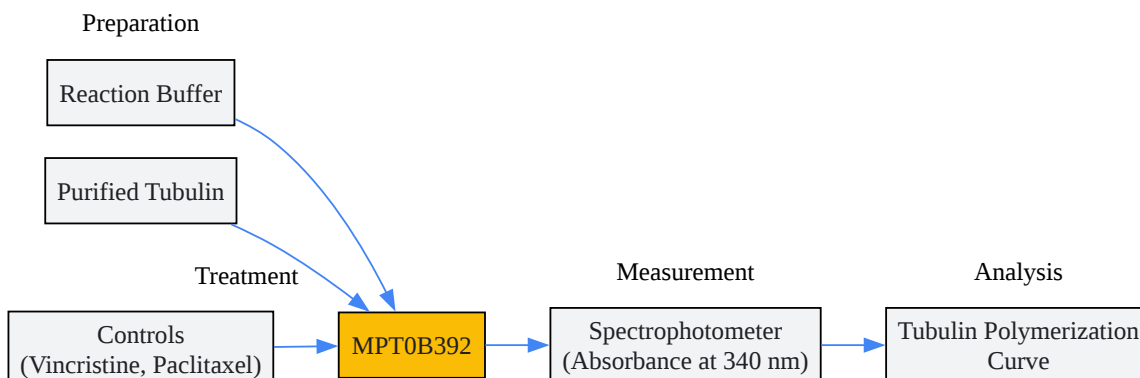 Preparation
Reaction Buffer
Purified Tubulin
Treatment
Controls
(Vincristine, Paclitaxel)
MPT0B392
Measurement
Spectrophotometer
(Absorbance at 340 nm)
Analysis
Tubulin Polymerization
Curve